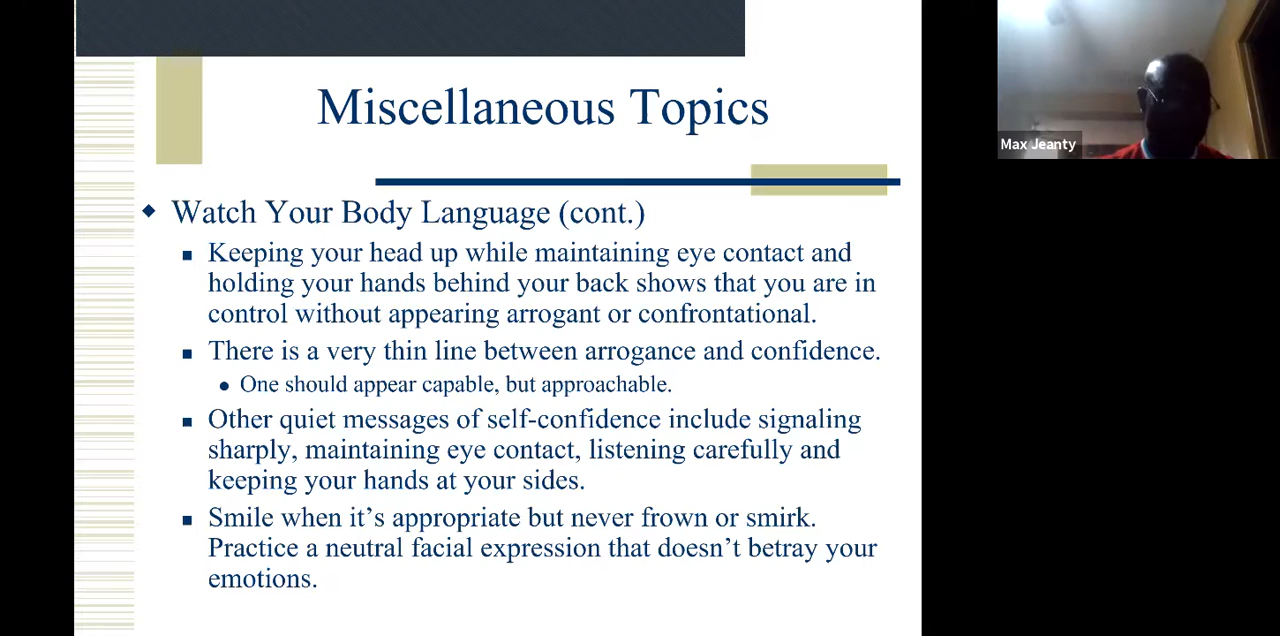 Miscellaneous Topics
Max Jeanty
Watch Your Body Language (cont.)
Keeping your head up while maintaining eye contact and
holding your hands behind your back shows that you are in
control without appearing arrogant or confrontational.
There is a very thin line between arrogance and confidence.
One should appear capable, but approachable.
Other quiet messages of self-confidence include signaling
sharply, maintaining eye contact, listening carefully and
keeping your hands at your sides.
Smile when it’s appropriate but never frown or smirk.
Practice a neutral facial expression that doesn’t betray your
emotions.